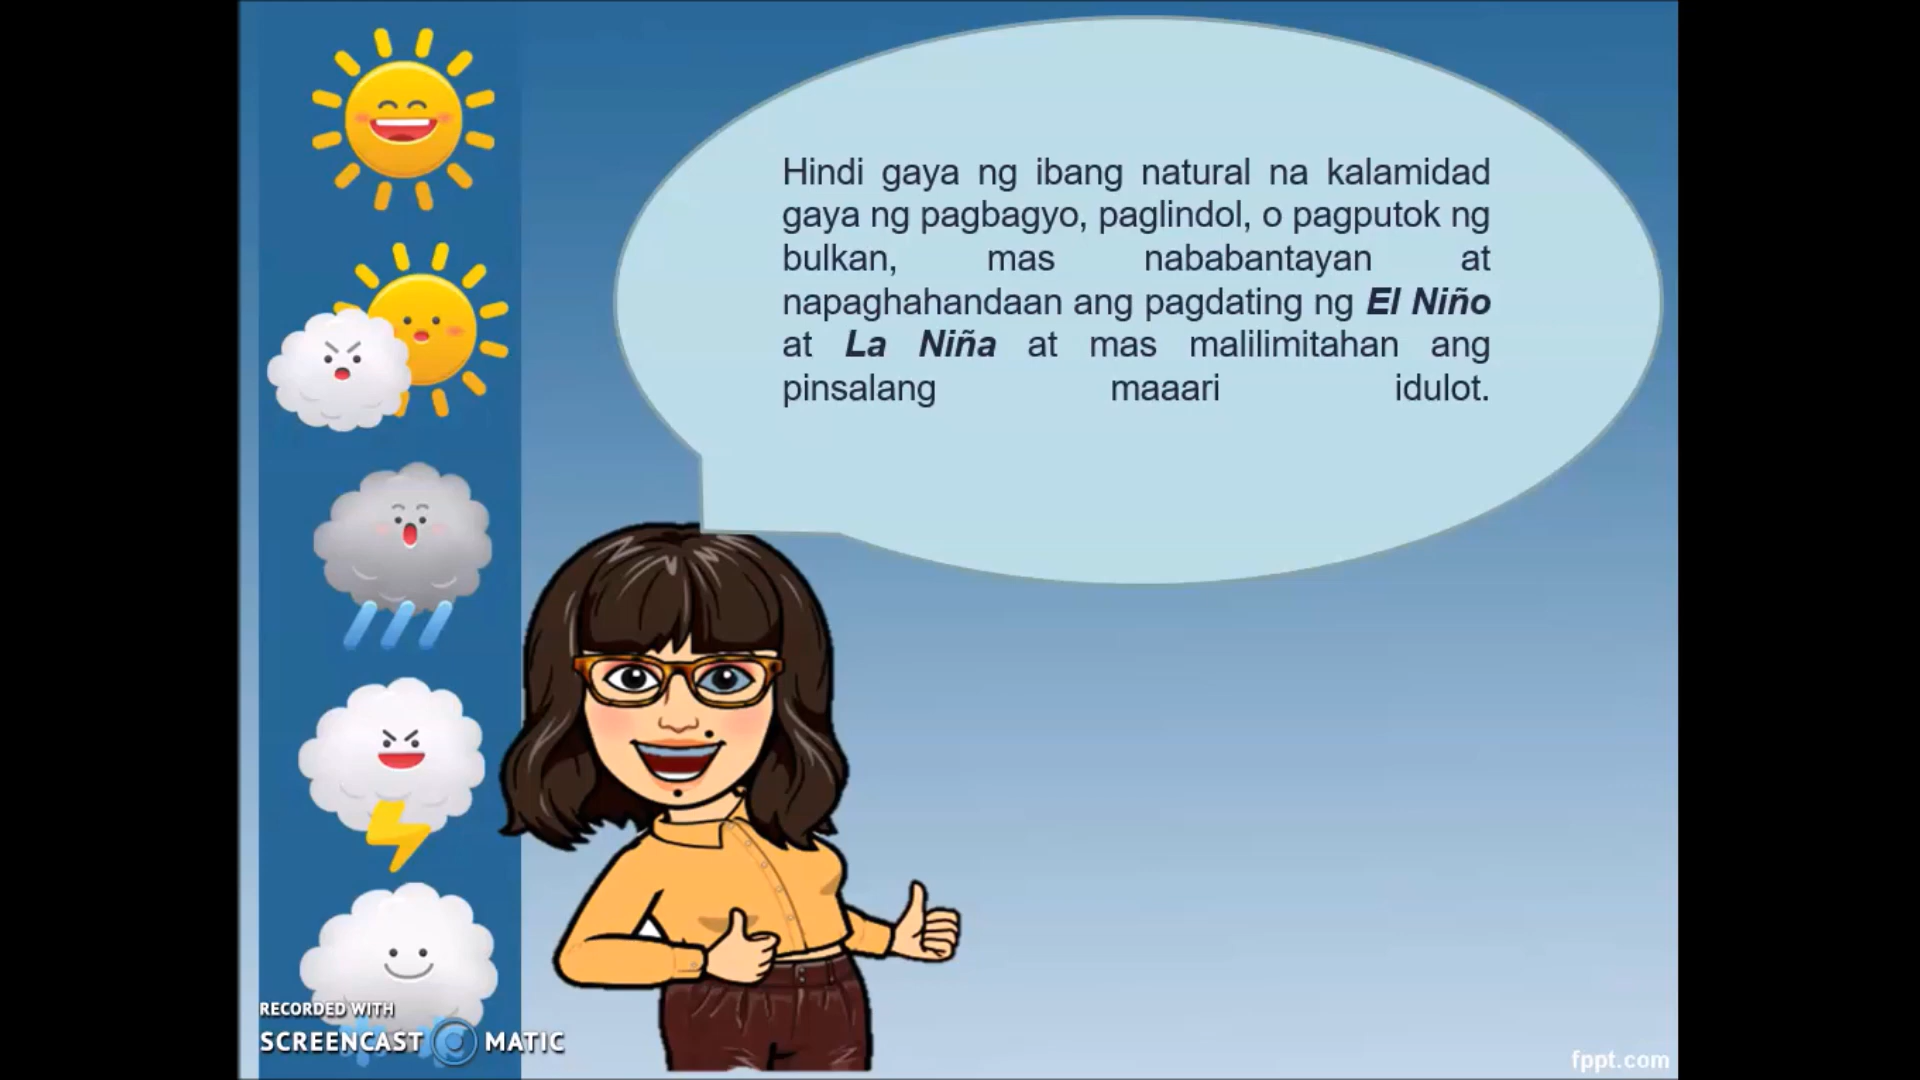 Hindi gaya ng ibang natural na kalamidad
gaya ng pagbagyo, paglindol, o pagputok ng
bulkan, mas nababantayan at
napaghahandaan ang pagdating ng El Niño
at La Niña at mas malilimitahan ang
pinsalang maaari idulot.
RECORDED WITH
SCREENCAST MATIC
fppt.com